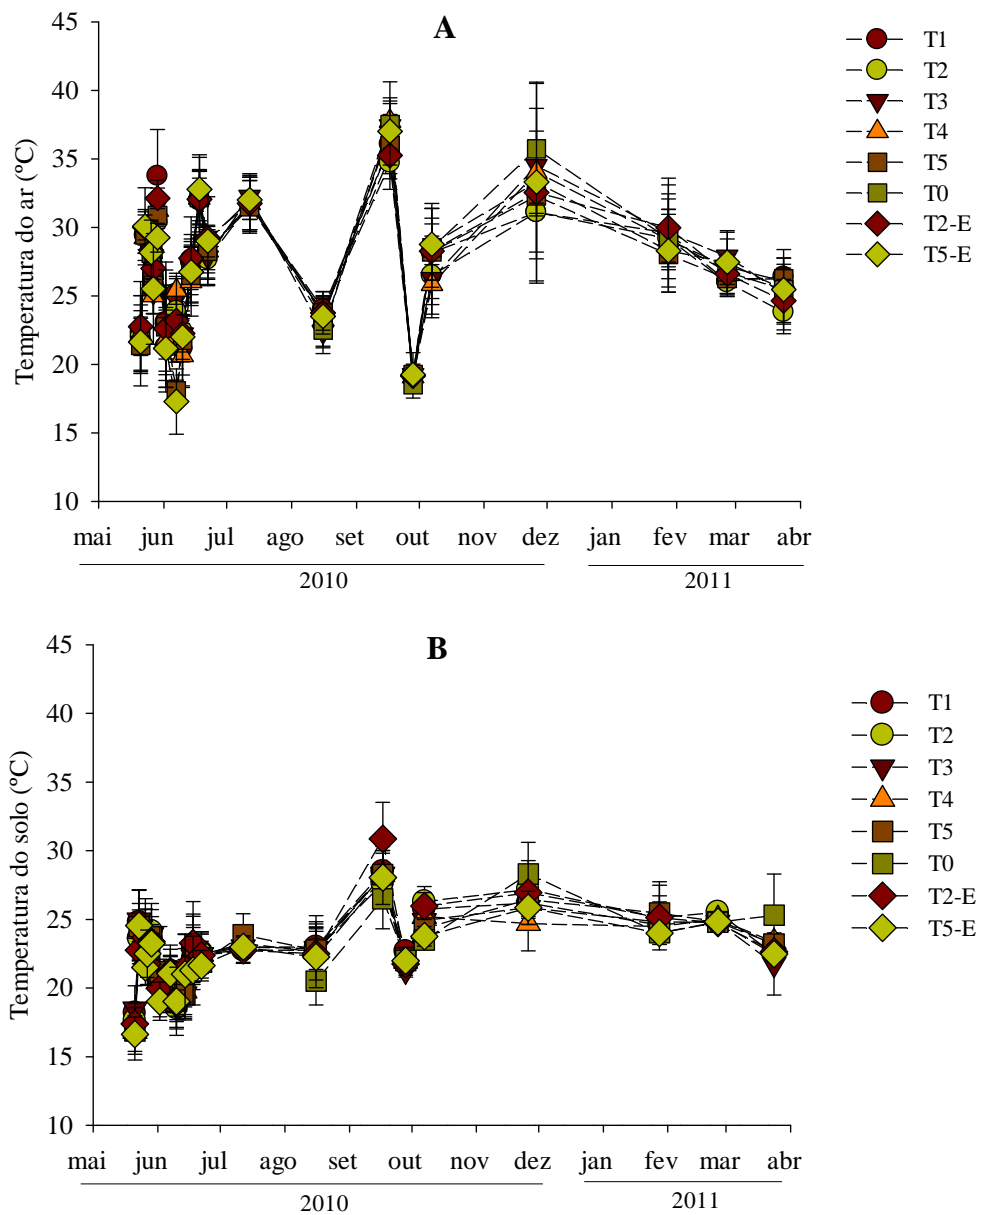 A
Temperatura do ar (ºC)
45
40
35
30
25
20
15
10
mai jun jul ago set out nov dez jan fev mar abr
2010 2011
T1
T2
T3
T4
T5
T0
T2-E
T5-E
B
Temperatura do solo (ºC)
45
40
35
30
25
20
15
10
mai jun jul ago set out nov dez jan fev mar abr
2010 2011
T1
T2
T3
T4
T5
T0
T2-E
T5-E